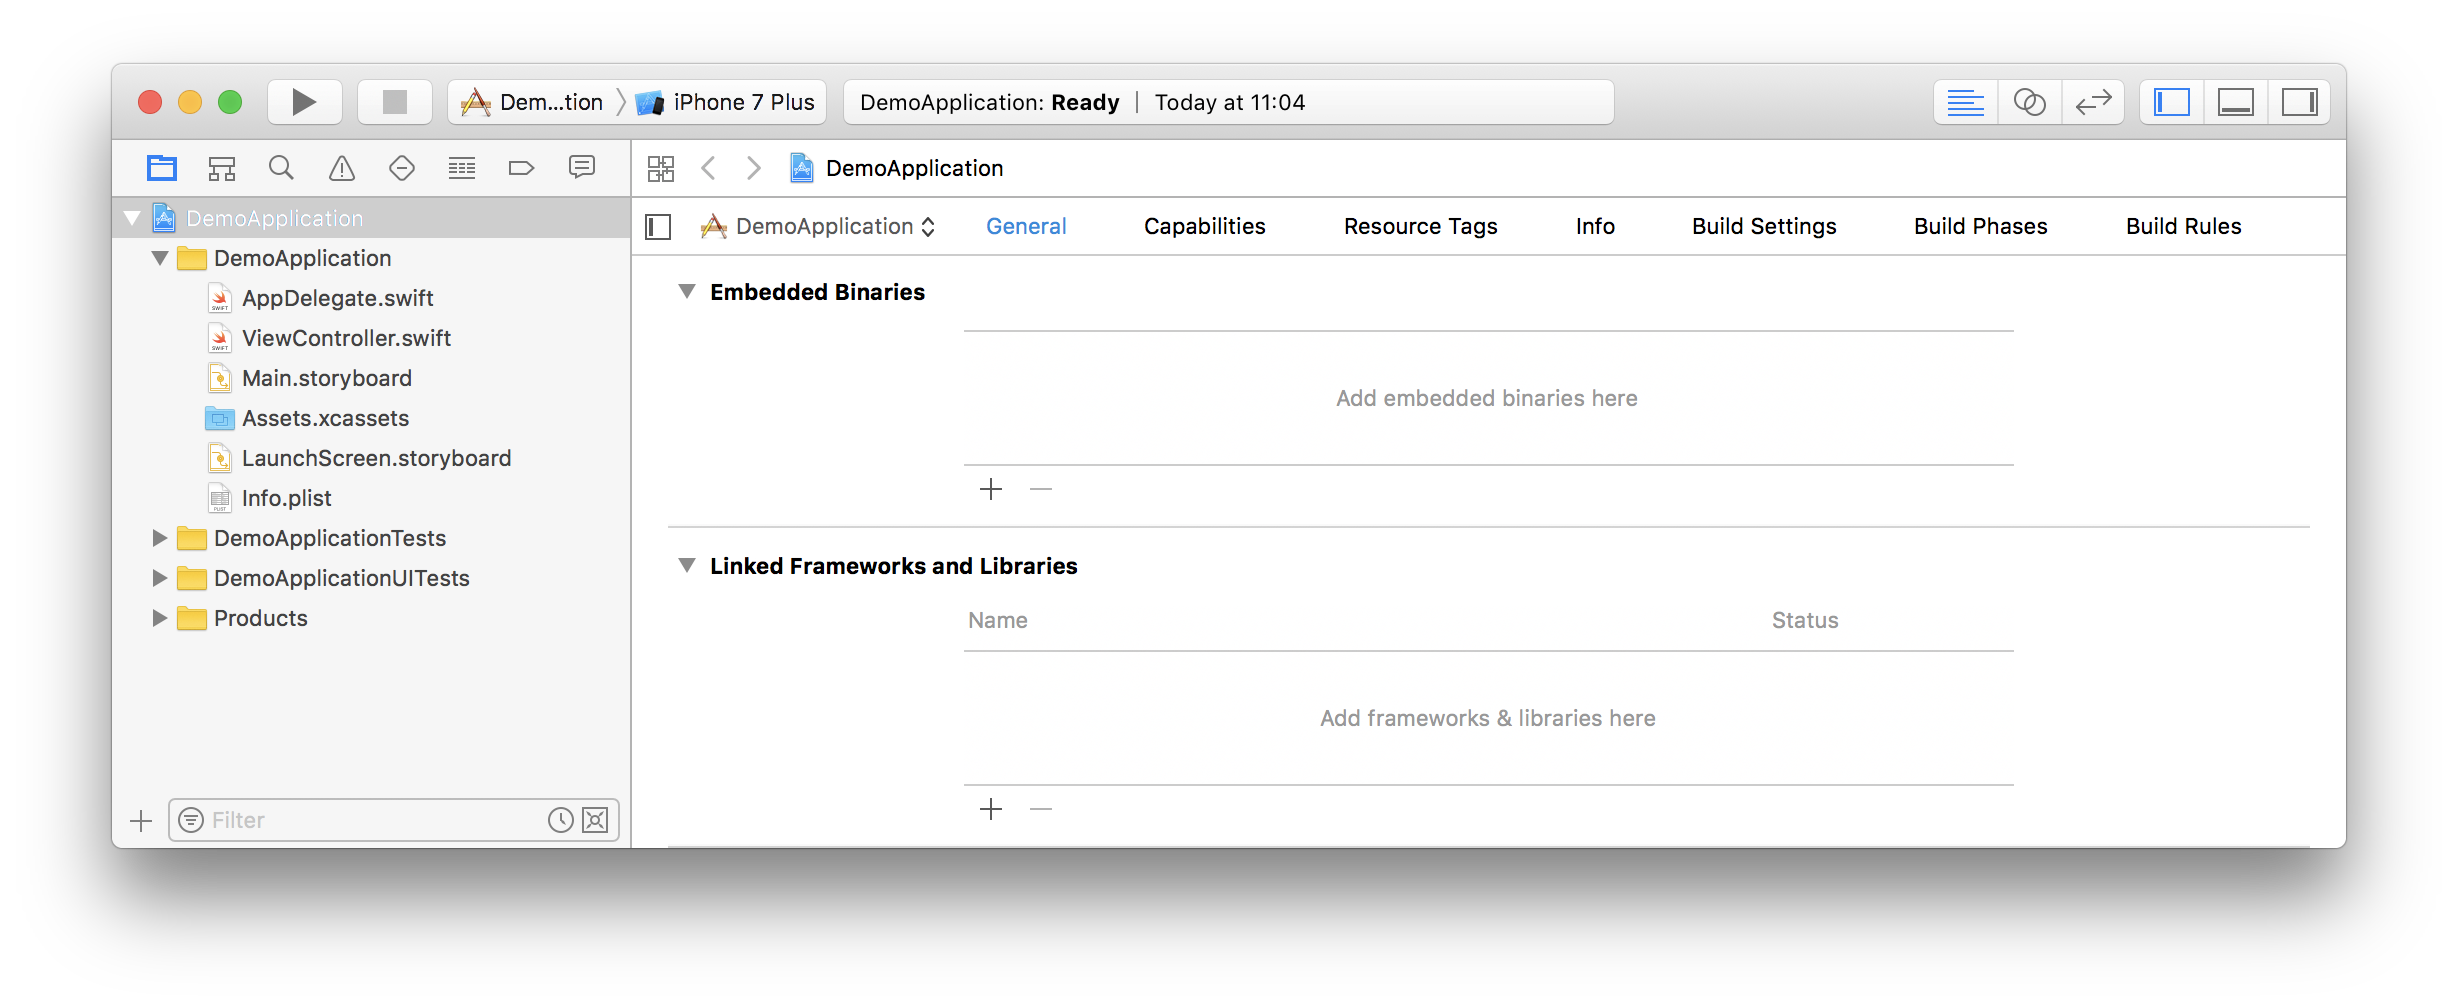 Dem...tion
iPhone 7 Plus
DemoApplication: Ready | Today at 11:04
DemoApplication
DemoApplication
DemoApplication
AppDelegate.swift
ViewController.swift
Main.storyboard
Assets.xcassets
LaunchScreen.storyboard
Info.plist
DemoApplicationTests
DemoApplicationUITests
Products
Filter
DemoApplication
General
Capabilities
Resource Tags
Info
Build Settings
Build Phases
Build Rules
Embedded Binaries
Add embedded binaries here
Linked Frameworks and Libraries
Name
Status
Add frameworks & libraries here